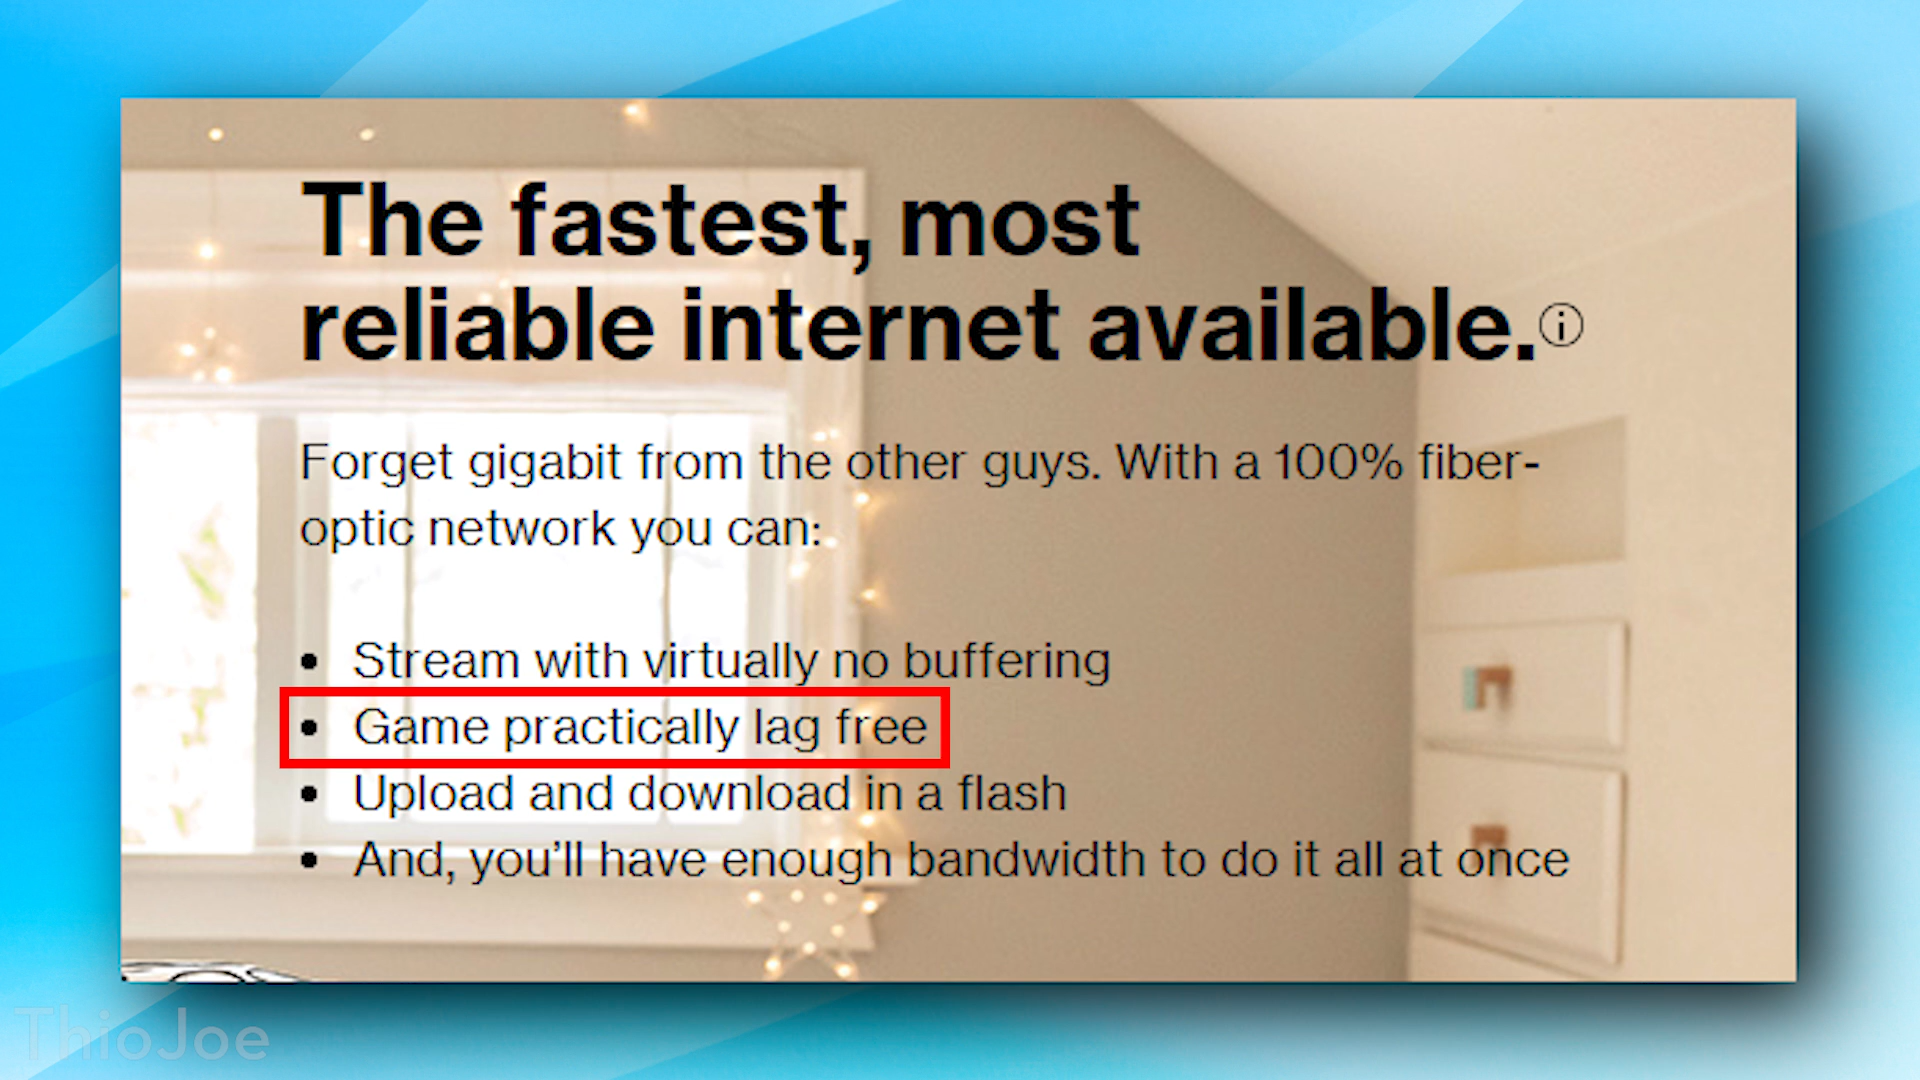 The fastest, most
reliable internet available.ⓘ
Forget gigabit from the other guys. With a 100% fiber-
optic network you can:
• Stream with virtually no buffering
• Game practically lag free
• Upload and download in a flash
• And, you'll have enough bandwidth to do it all at once
ThioJoe